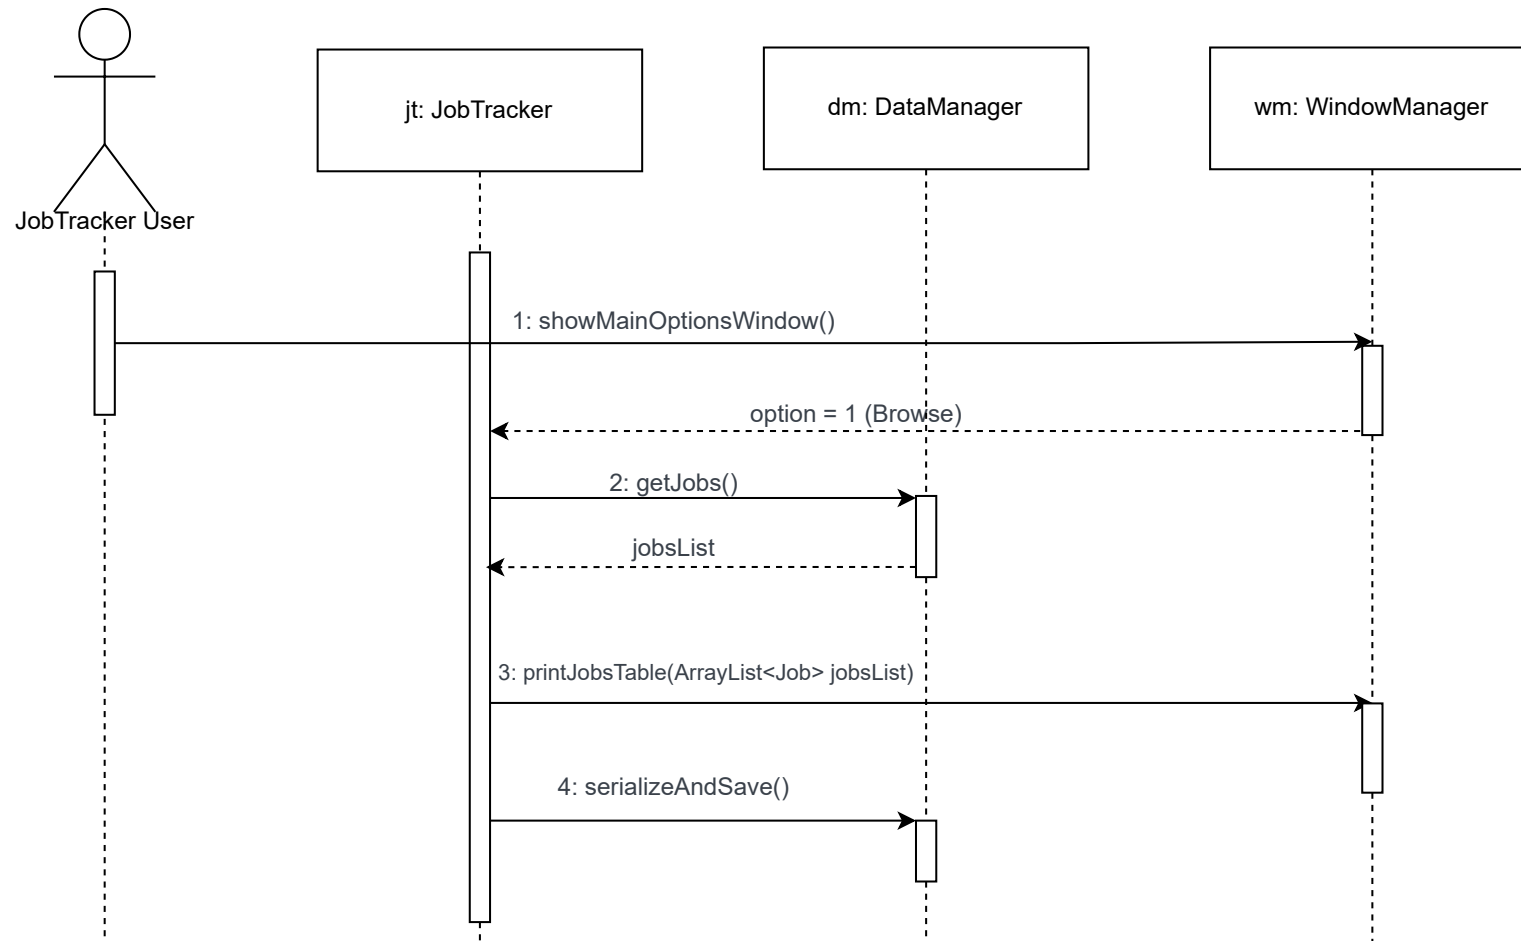 jt: JobTracker
dm: DataManager
wm: WindowManager
JobTracker User
1: showMainOptionsWindow()
option = 1 (Browse)
2: getJobs()
jobsList
3: printJobsTable(ArrayList<Job> jobsList)
4: serializeAndSave()